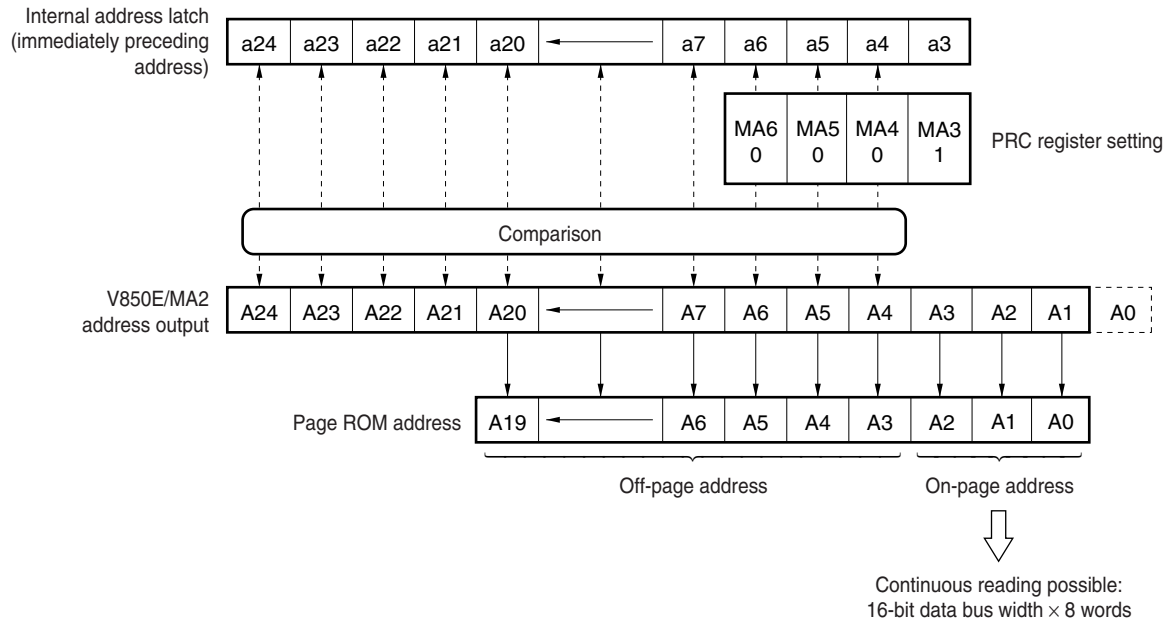 Internal address latch
(immediately preceding
address)
a24 a23 a22 a21 a20 a7 a6 a5 a4 a3
MA6 MA5 MA4 MA3
0 0 0 1
PRC register setting
Comparison
V850E/MA2
address output
A24 A23 A22 A21 A20 A7 A6 A5 A4 A3 A2 A1 A0
Page ROM address
A19 A6 A5 A4 A3 A2 A1 A0
Off-page address
On-page address
Continuous reading possible:
16-bit data bus width × 8 words